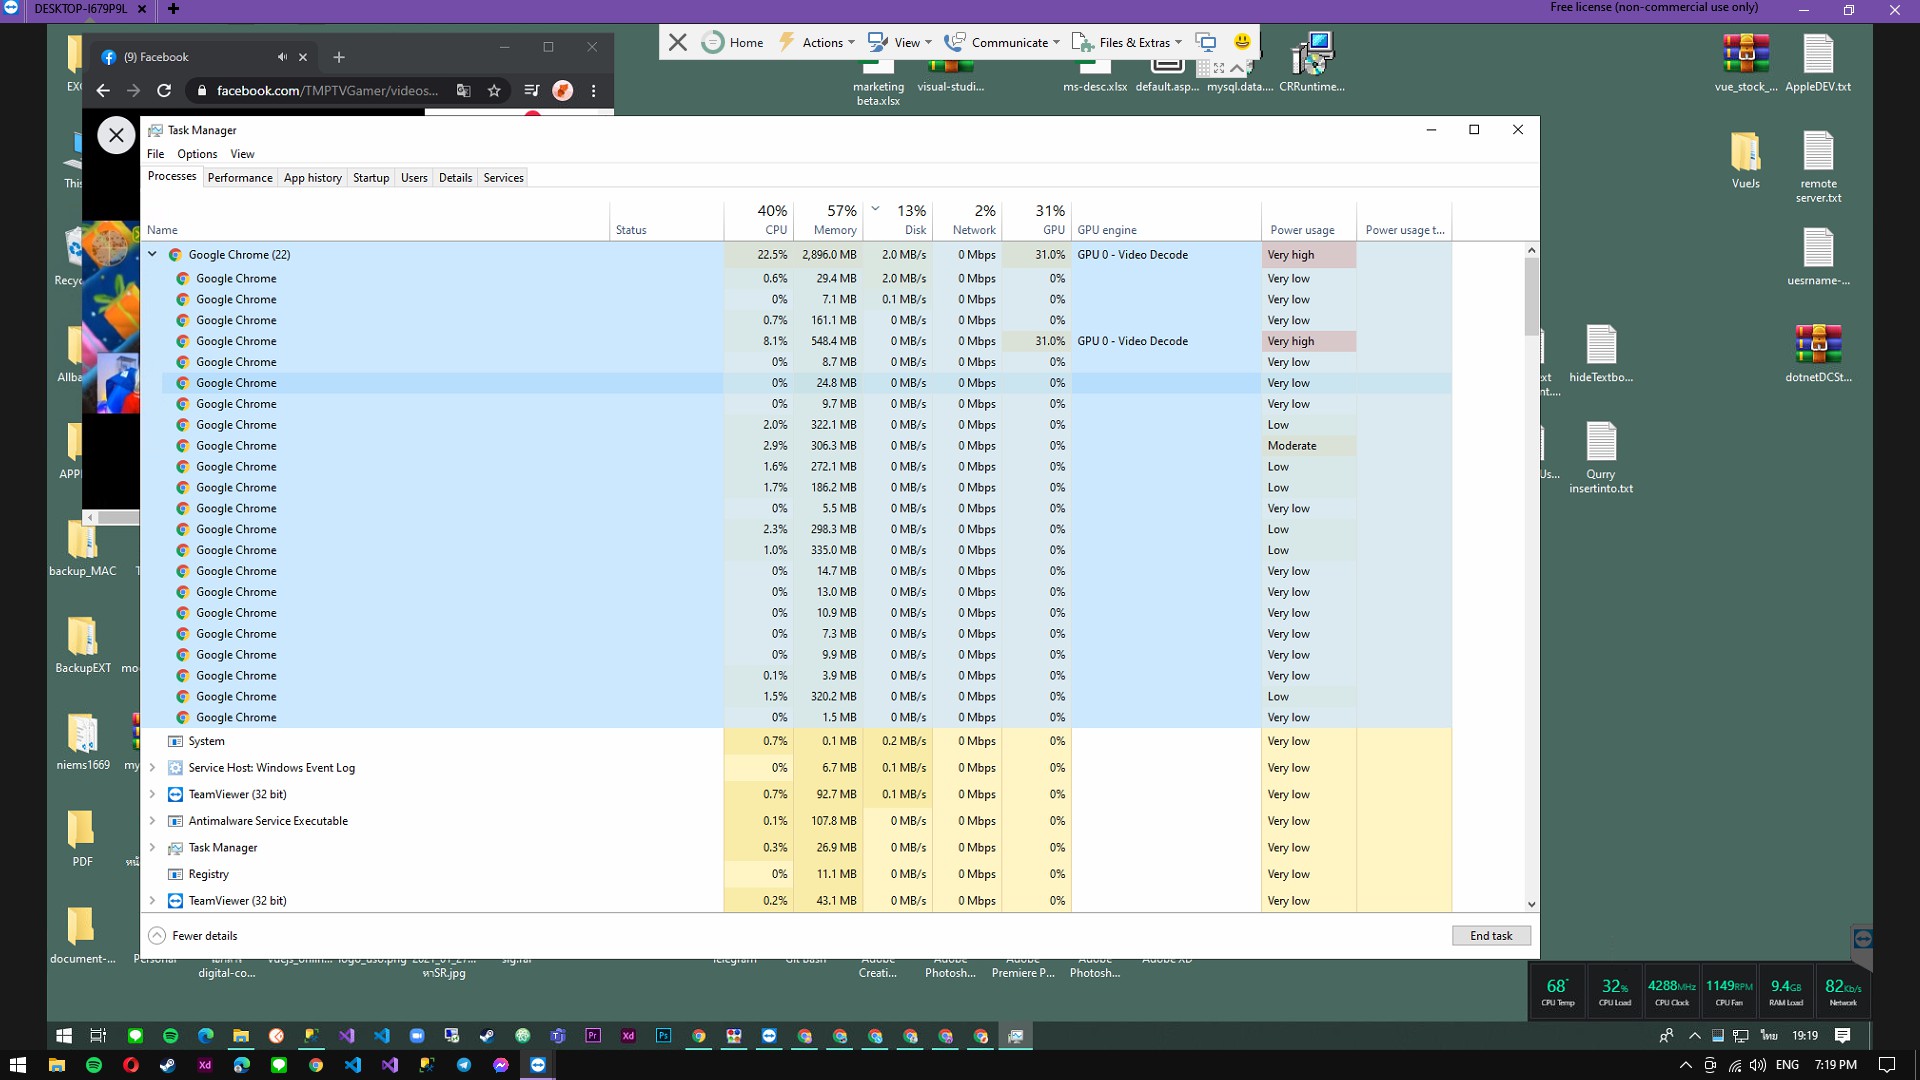 DESKTOP-I679P9L
Free license (non-commercial use only)
(9) Facebook
facebook.com/TMPTVGamer/videos...
Home
Actions
View
Communicate
Files & Extras
marketing beta.xlsx
visual-studi...
ms-desc.xlsx
default.asp...
mysql.data....
CRRuntime...
vue_stock_...
AppleDEV.txt
Task Manager
File Options View
Processes Performance App history Startup Users Details Services
40% 57% 13% 2% 31%
Name Status CPU Memory Disk Network GPU GPU engine Power usage Power usage t...
Google Chrome (22) 22.5% 2,896.0 MB 2.0 MB/s 0 Mbps 31.0% GPU 0 - Video Decode Very high
Google Chrome 0.6% 29.4 MB 2.0 MB/s 0 Mbps 0% Very low
Google Chrome 0% 7.1 MB 0.1 MB/s 0 Mbps 0% Very low
Google Chrome 0.7% 161.1 MB 0 MB/s 0 Mbps 0% Very low
Google Chrome 8.1% 548.4 MB 0 MB/s 0 Mbps 31.0% GPU 0 - Video Decode Very high
Google Chrome 0% 8.7 MB 0 MB/s 0 Mbps 0% Very low
Google Chrome 0% 24.8 MB 0 MB/s 0 Mbps 0% Very low
Google Chrome 0% 9.7 MB 0 MB/s 0 Mbps 0% Very low
Google Chrome 2.0% 322.1 MB 0 MB/s 0 Mbps 0% Low
Google Chrome 2.9% 306.3 MB 0 MB/s 0 Mbps 0% Moderate
Google Chrome 1.6% 272.1 MB 0 MB/s 0 Mbps 0% Low
Google Chrome 1.7% 186.2 MB 0 MB/s 0 Mbps 0% Low
Google Chrome 0% 5.5 MB 0 MB/s 0 Mbps 0% Very low
Google Chrome 2.3% 298.3 MB 0 MB/s 0 Mbps 0% Low
Google Chrome 1.0% 335.0 MB 0 MB/s 0 Mbps 0% Low
Google Chrome 0% 14.7 MB 0 MB/s 0 Mbps 0% Very low
Google Chrome 0% 13.0 MB 0 MB/s 0 Mbps 0% Very low
Google Chrome 0% 10.9 MB 0 MB/s 0 Mbps 0% Very low
Google Chrome 0% 7.3 MB 0 MB/s 0 Mbps 0% Very low
Google Chrome 0% 9.9 MB 0 MB/s 0 Mbps 0% Very low
Google Chrome 0.1% 3.9 MB 0 MB/s 0 Mbps 0% Very low
Google Chrome 1.5% 320.2 MB 0 MB/s 0 Mbps 0% Low
Google Chrome 0% 1.5 MB 0 MB/s 0 Mbps 0% Very low
System 0.7% 0.1 MB 0.2 MB/s 0 Mbps 0% Very low
Service Host: Windows Event Log 0% 6.7 MB 0.1 MB/s 0 Mbps 0% Very low
TeamViewer (32 bit) 0.7% 92.7 MB 0.1 MB/s 0 Mbps 0% Very low
Antimalware Service Executable 0.1% 107.8 MB 0 MB/s 0 Mbps 0% Very low
Task Manager 0.3% 26.9 MB 0 MB/s 0 Mbps 0% Very low
Registry 0% 11.1 MB 0 MB/s 0 Mbps 0% Very low
TeamViewer (32 bit) 0.2% 43.1 MB 0 MB/s 0 Mbps 0% Very low
Fewer details
End task
EXC
This
Recyc
Allba
APPL
backup_MAC
BackupEXT
niems1669
PDF
document-...
VueJs
remote server.txt
uesrname-...
hideTextbo...
dotnetDCSt...
Qurry insertinto.txt
digital-co...
หาSR.jpg
Creati...
Photosh...
Premiere P...
Photosh...
68° 32% 4288MHz 1149RPM 9.4GB 82Kb/s
CPU Temp CPU Load CPU Clock CPU Fan RAM Load Network
ไทย 19:19
ENG 7:19 PM